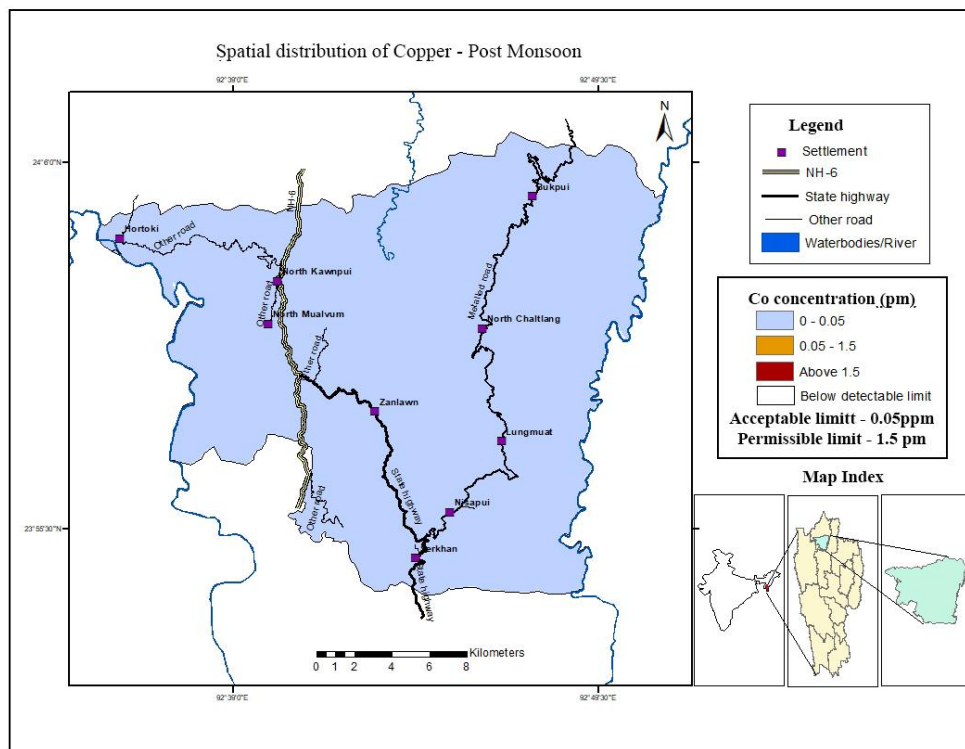 Spatial distribution of Copper - Post Monsoon
92°39'0"E
92°49'30"E
24°6'0"N
23°55'30"N
N
NH-6
Bukpui
Hortoki
Other road
North Kawnpui
Other road
North Mualvum
Metalled road
North Chaltlang
Other road
Zanlawn
Lungmuat
State highway
Other road
Nisapui
Serkhan
State highway
Kilometers
0 1 2 4 6 8
92°39'0"E
92°49'30"E
Legend
Settlement
NH-6
State highway
Other road
Waterbodies/River
Co concentration (pm)
0 - 0.05
0.05 - 1.5
Above 1.5
Below detectable limit
Acceptable limitt - 0.05ppm
Permissible limit - 1.5 pm
Map Index